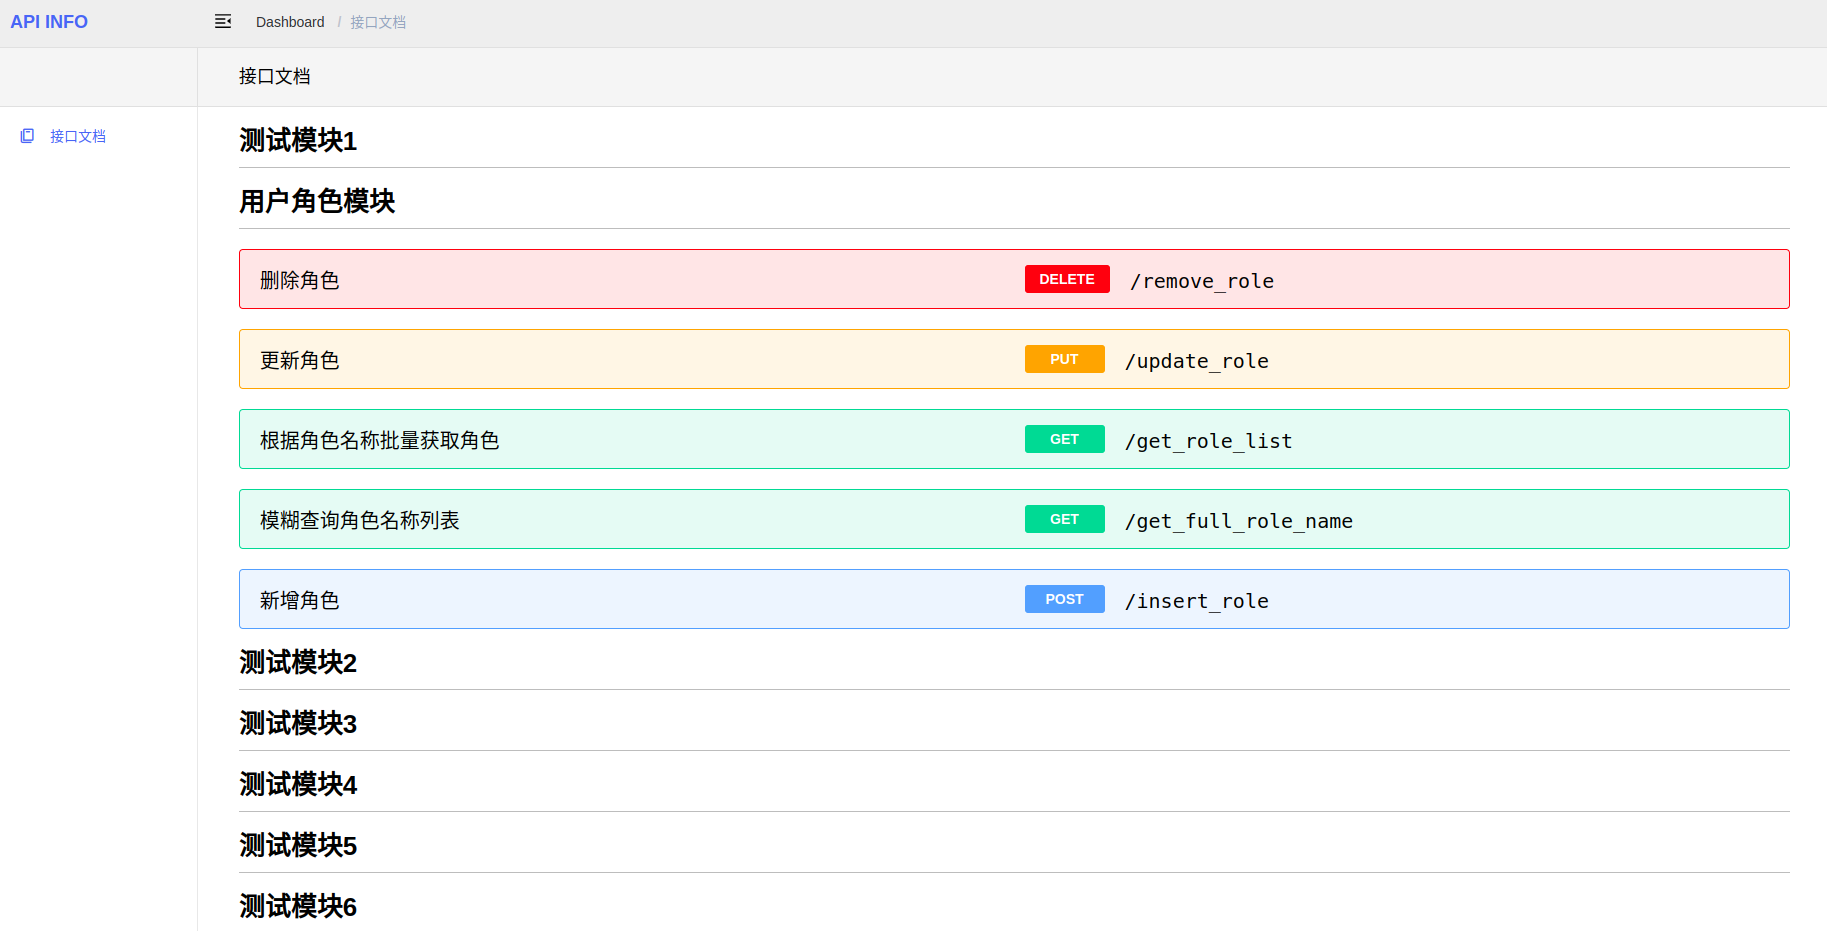 API INFO
Dashboard / 接口文档
接口文档
接口文档
测试模块1
用户角色模块
删除角色 DELETE /remove_role
更新角色 PUT /update_role
根据角色名称批量获取角色 GET /get_role_list
模糊查询角色名称列表 GET /get_full_role_name
新增角色 POST /insert_role
测试模块2
测试模块3
测试模块4
测试模块5
测试模块6